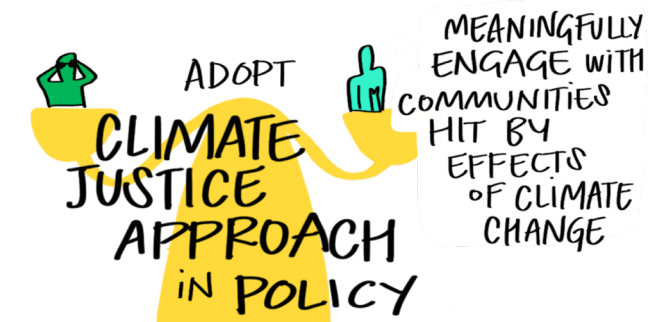 ADOPT
CLIMATE
JUSTICE
APPROACH
iN POLICY
MEANINGFULLY
ENGAGE WiTH
COMMUNITIES
HIT BY
EFFECTS
OF CLIMATE
CHANGE